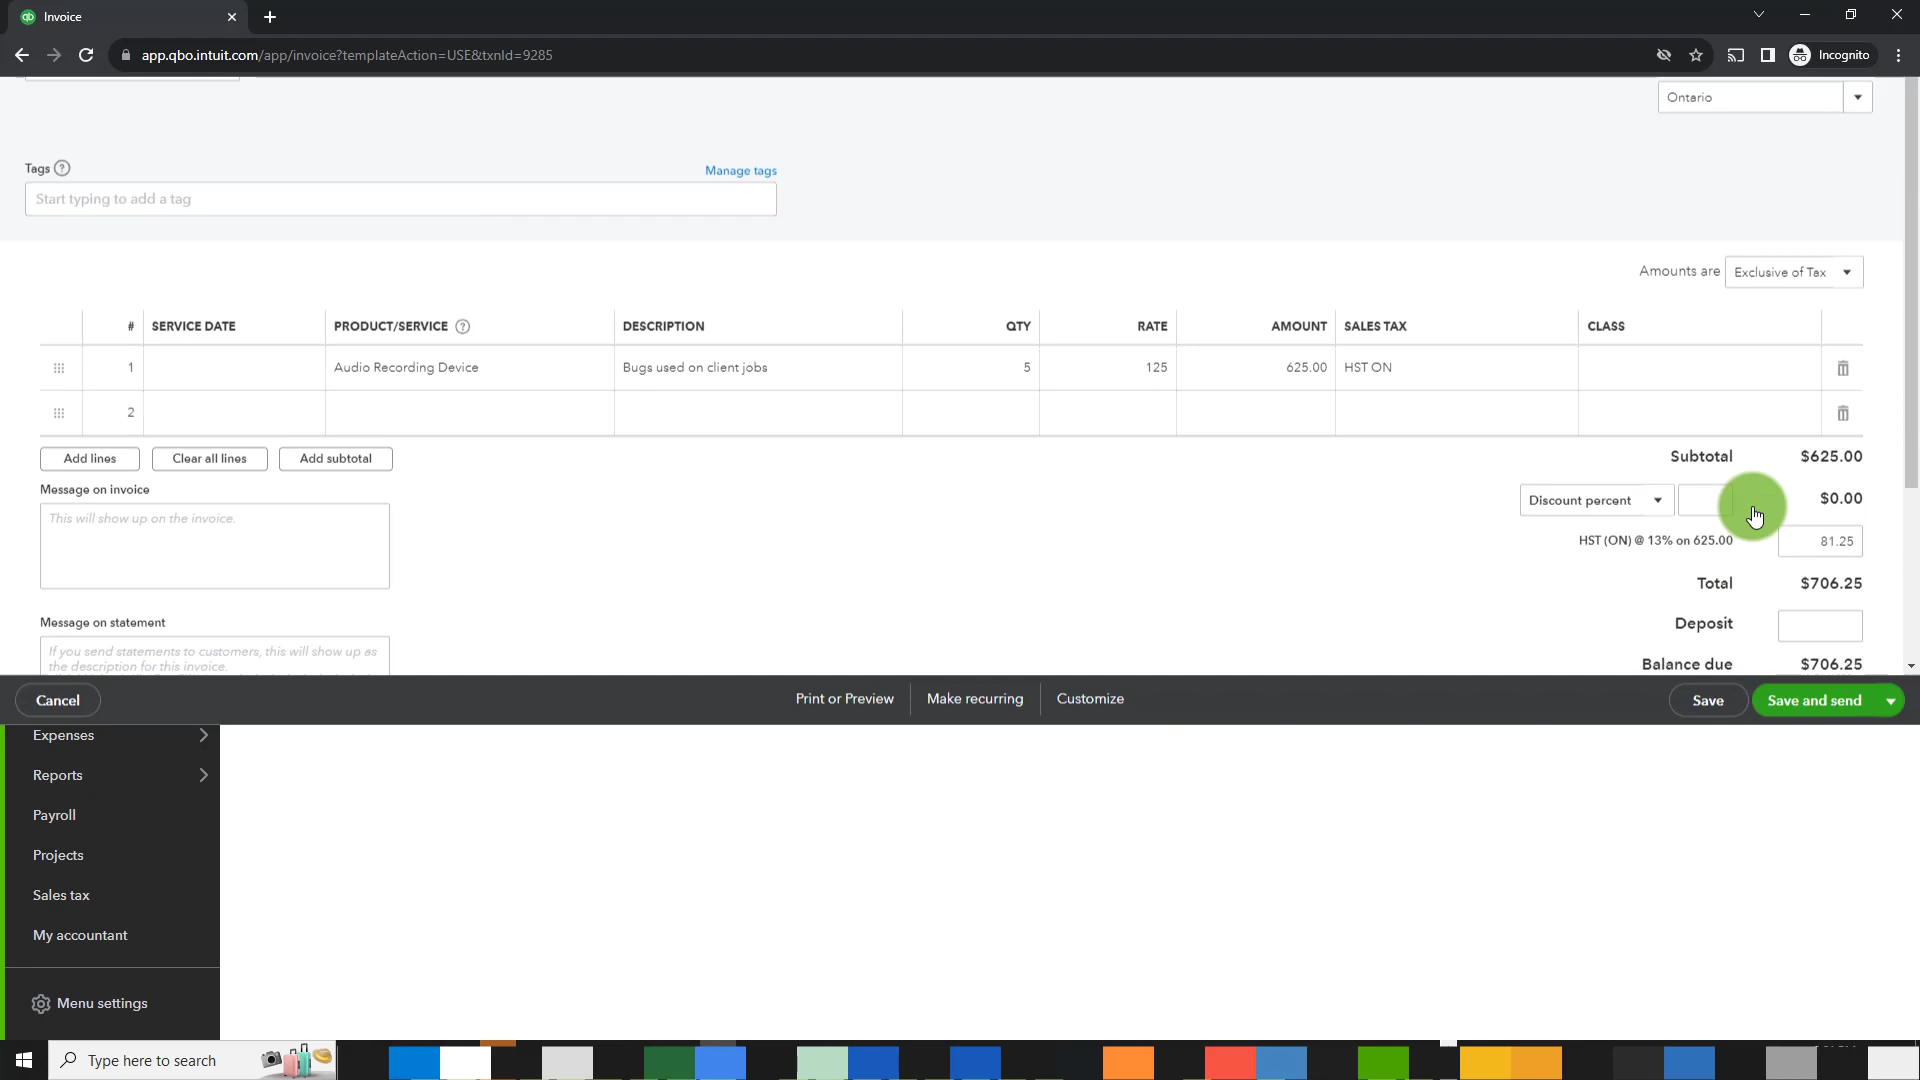 Invoice
app.qbo.intuit.com/app/invoice?templateAction=USE&txnId=9285
Incognito
Ontario
Tags
Manage tags
Start typing to add a tag
Amounts are Exclusive of Tax
# SERVICE DATE PRODUCT/SERVICE DESCRIPTION QTY RATE AMOUNT SALES TAX CLASS
1 Audio Recording Device Bugs used on client jobs 5 125 625.00 HST ON
2
Add lines Clear all lines Add subtotal
Subtotal $625.00
Message on invoice
This will show up on the invoice.
Discount percent $0.00
HST (ON) @ 13% on 625.00 81.25
Total $706.25
Message on statement
Deposit
If you send statements to customers, this will show up as
the description for this invoice.
Balance due $706.25
Cancel Print or Preview Make recurring Customize Save Save and send
Expenses
Reports
Payroll
Projects
Sales tax
My accountant
Menu settings
Type here to search